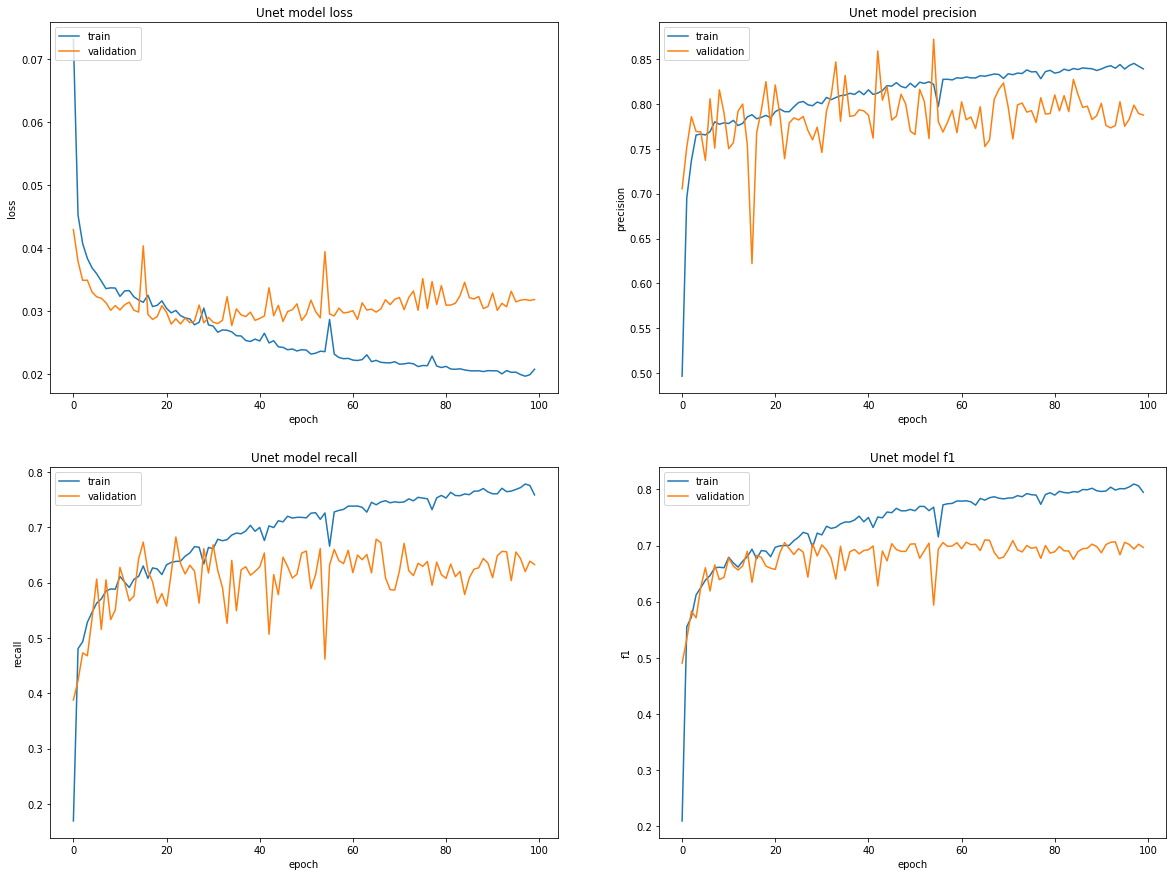 Unet model loss
train
validation
0.07
0.06
0.05
0.04
0.03
0.02
loss
0 20 40 60 80 100
epoch
Unet model precision
train
validation
0.85
0.80
0.75
0.70
0.65
0.60
0.55
0.50
precision
0 20 40 60 80 100
epoch
Unet model recall
train
validation
0.8
0.7
0.6
0.5
0.4
0.3
0.2
recall
0 20 40 60 80 100
epoch
Unet model f1
train
validation
0.8
0.7
0.6
0.5
0.4
0.3
0.2
f1
0 20 40 60 80 100
epoch